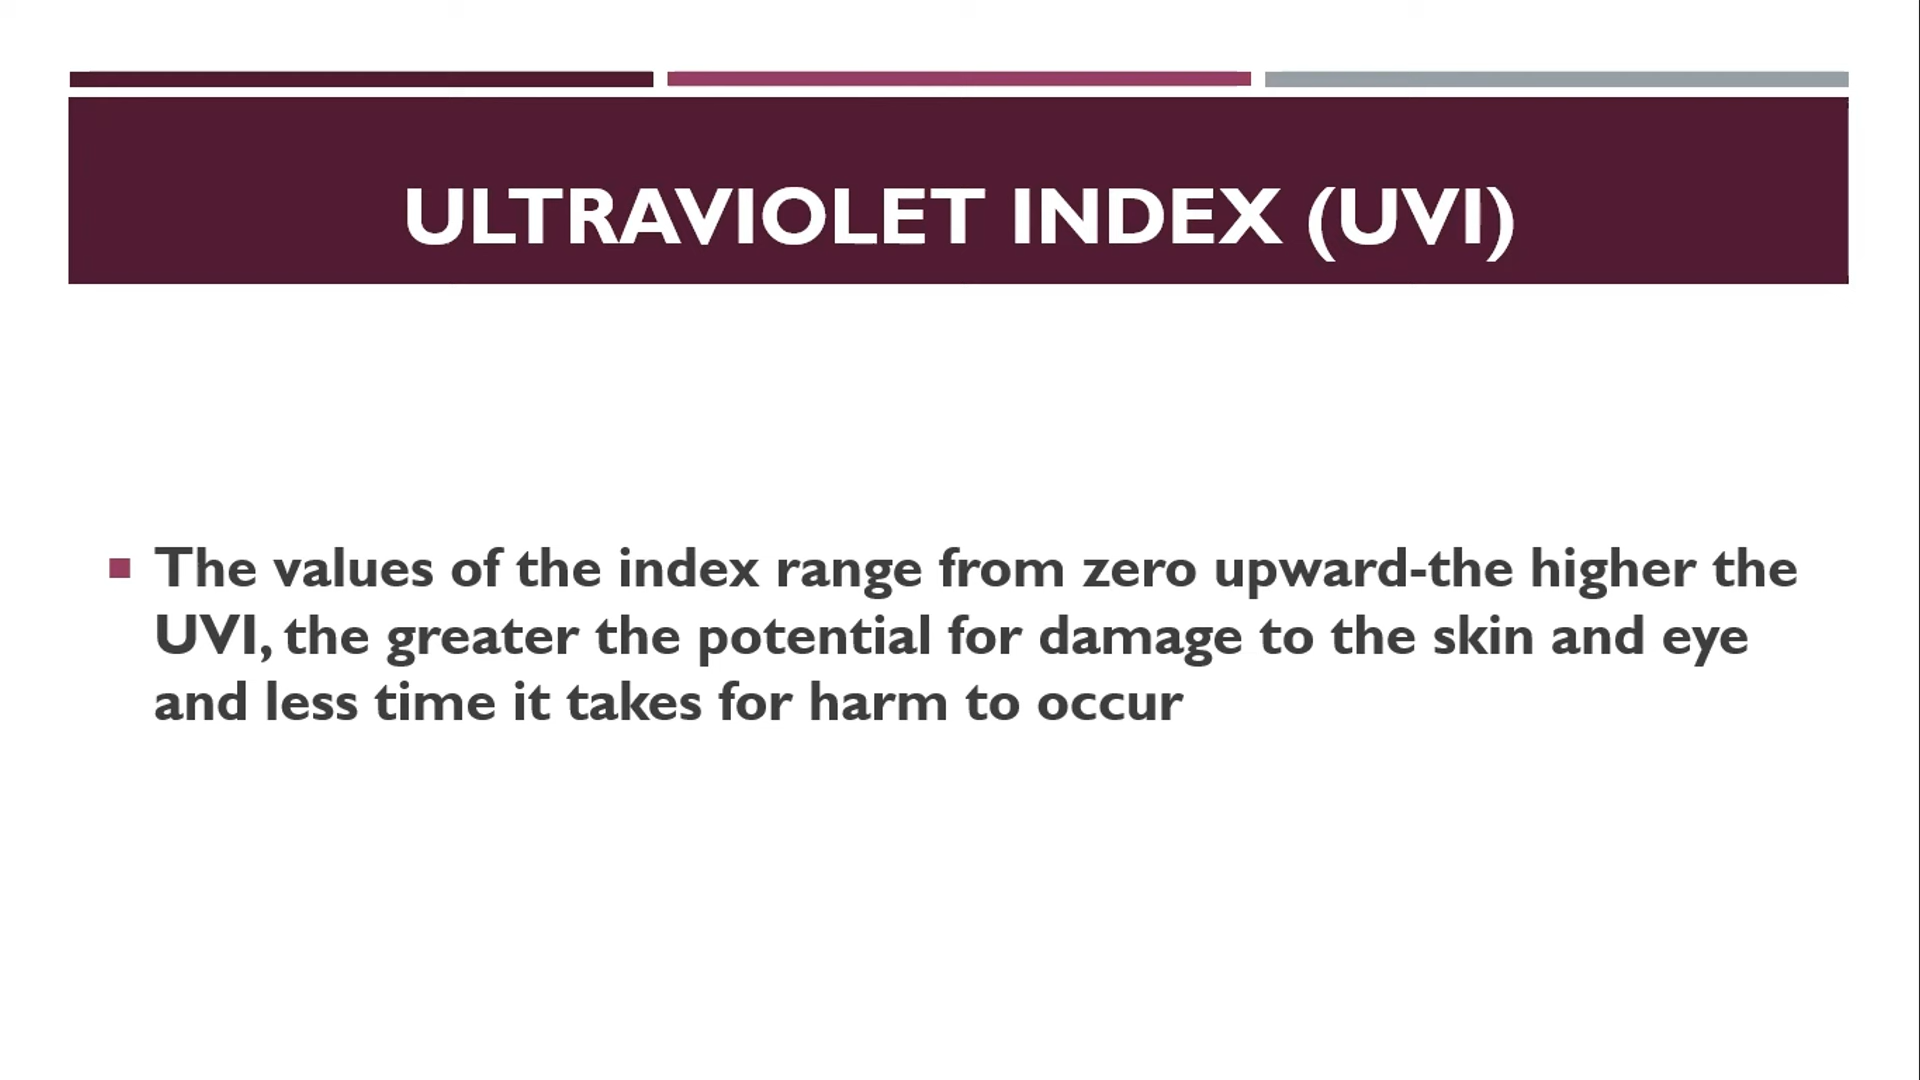 ULTRAVIOLET INDEX (UVI)
The values of the index range from zero upward-the higher the
UVI, the greater the potential for damage to the skin and eye
and less time it takes for harm to occur